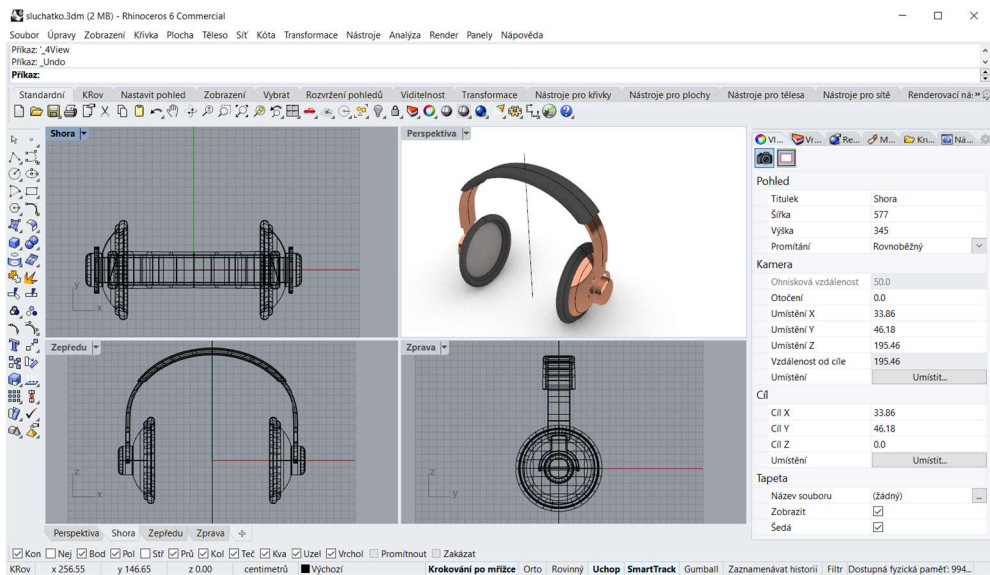 sluchatko.3dm (2 MB) - Rhinoceros 6 Commercial
Soubor Úpravy Zobrazení Křivka Plocha Těleso Síť Kóta Transformace Nástroje Analýza Render Panely Nápověda
Příkaz: '_4View
Příkaz: _Undo
Příkaz:
Standardní KRov Nastavit pohled Zobrazení Vybrat Rozvržení pohledů Viditelnost Transformace Nástroje pro křivky Nástroje pro plochy Nástroje pro tělesa Nástroje pro sítě Renderovací ná: »
Shora
Perspektiva
y
x
Zepředu
Zprava
z
x
z
y
Vl... Vr... Re... M... Kn... Ná...
Pohled
Titulek Shora
Šířka 577
Výška 345
Promítání Rovnoběžný
Kamera
Ohnisková vzdálenost 50.0
Otočení 0.0
Umístění X 33.86
Umístění Y 46.18
Umístění Z 195.46
Vzdálenost od cíle 195.46
Umístění Umístit...
Cíl
Cíl X 33.86
Cíl Y 46.18
Cíl Z 0.0
Umístění Umístit...
Tapeta
Název souboru (žádný) ...
Zobrazit
Šedá
Perspektiva Shora Zepředu Zprava
Kon Nej Bod Pol Stř Prů Kol Teč Kva Uzel Vrchol Promítnout Zakázat
KRov x 256.55 y 146.65 z 0.00 centimetrů Výchozí Krokování po mřížce Orto Rovinný Uchop SmartTrack Gumball Zaznamenávat historii Filtr Dostupná fyzická paměť: 994...